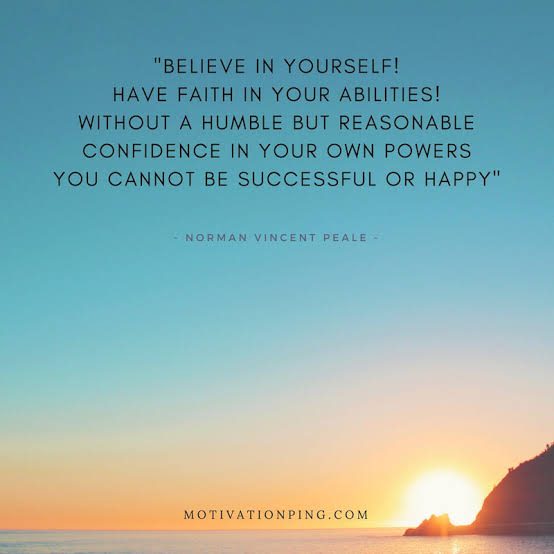 "BELIEVE IN YOURSELF!
HAVE FAITH IN YOUR ABILITIES!
WITHOUT A HUMBLE BUT REASONABLE
CONFIDENCE IN YOUR OWN POWERS
YOU CANNOT BE SUCCESSFUL OR HAPPY"
- NORMAN VINCENT PEALE -
MOTIVATIONPING.COM